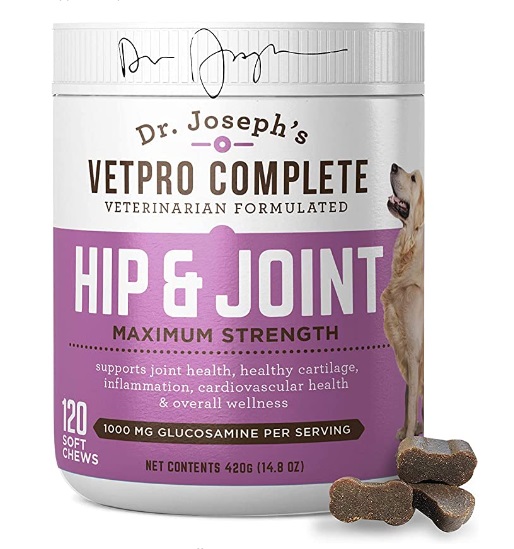 Dr. Joseph's
VETPRO COMPLETE
VETERINARIAN FORMULATED
HIP & JOINT
MAXIMUM STRENGTH
supports joint health, healthy cartilage,
inflammation, cardiovascular health
& overall wellness
120
SOFT
CHEWS
1000 MG GLUCOSAMINE PER SERVING
NET CONTENTS 420G (14.8 OZ)